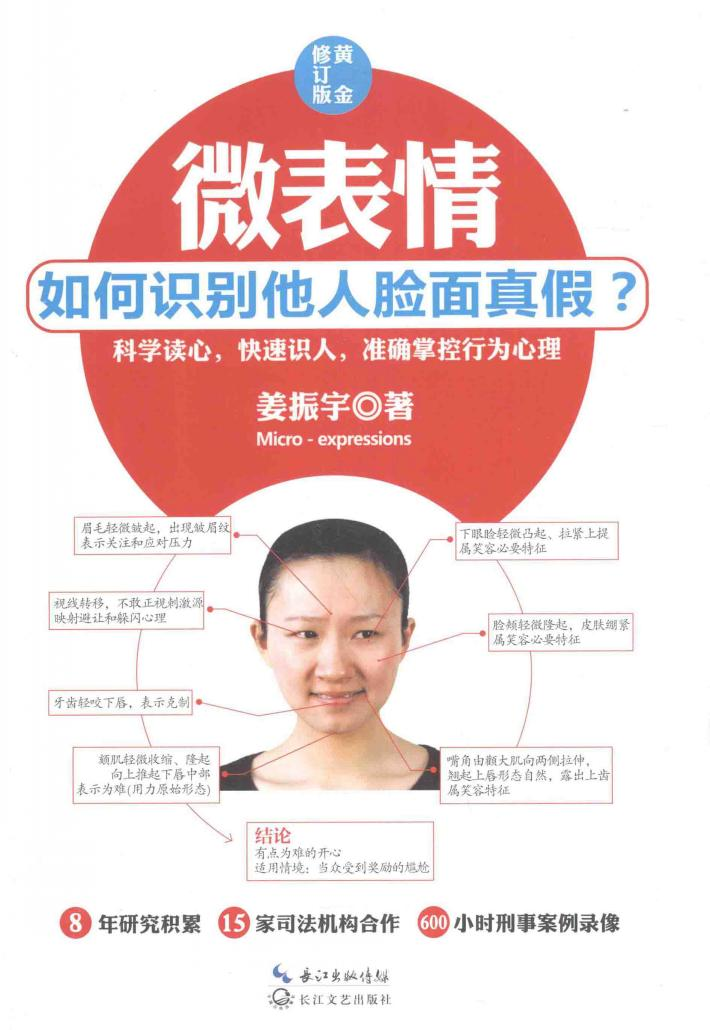 黄金
修订版
微表情
如何识别他人脸面真假？
科学读心，快速识人，准确掌控行为心理
姜振宇◎著
Micro - expressions
眉毛轻微皱起，出现皱眉纹
表示关注和应对压力
下眼睑轻微凸起、拉紧上提
属笑容必要特征
视线转移，不敢正视刺激源
映射避让和躲闪心理
脸颊轻微隆起，皮肤绷紧
属笑容必要特征
牙齿轻咬下唇，表示克制
颏肌轻微收缩、隆起
向上推起下唇中部
表示为难(用力原始形态)
嘴角由颧大肌向两侧拉伸，
翘起上唇形态自然，露出上齿
属笑容特征
结论
有点为难的开心
适用情境：当众受到奖励的尴尬
8 年研究积累 15 家司法机构合作 600 小时刑事案例录像
长江出版传媒
长江文艺出版社